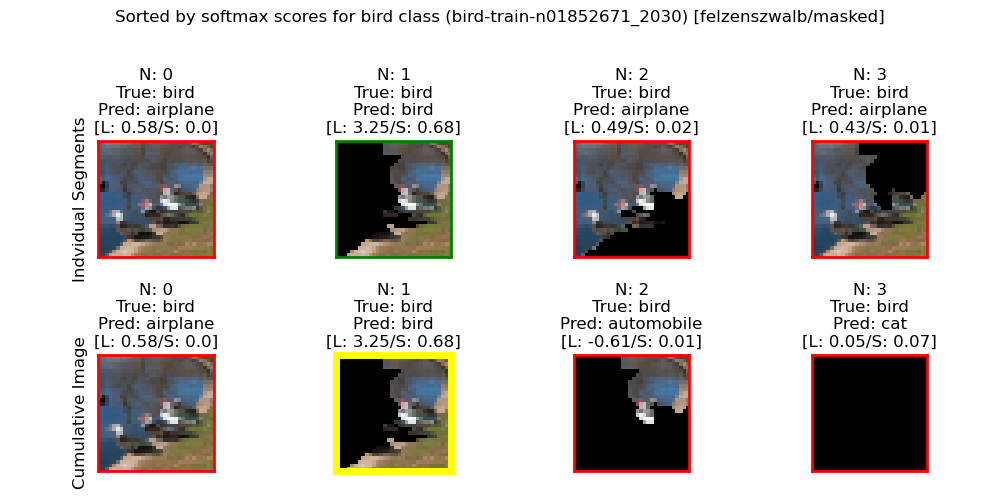 Sorted by softmax scores for bird class (bird-train-n01852671_2030) [felzenszwalb/masked]
Indvidual Segments
N: 0
True: bird
Pred: airplane
[L: 0.58/S: 0.0]
N: 1
True: bird
Pred: bird
[L: 3.25/S: 0.68]
N: 2
True: bird
Pred: airplane
[L: 0.49/S: 0.02]
N: 3
True: bird
Pred: airplane
[L: 0.43/S: 0.01]
Cumulative Image
N: 0
True: bird
Pred: airplane
[L: 0.58/S: 0.0]
N: 1
True: bird
Pred: bird
[L: 3.25/S: 0.68]
N: 2
True: bird
Pred: automobile
[L: -0.61/S: 0.01]
N: 3
True: bird
Pred: cat
[L: 0.05/S: 0.07]